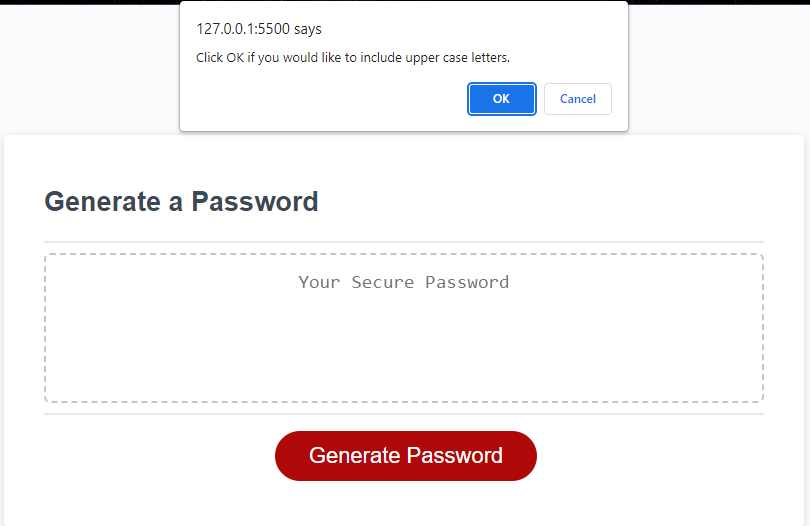 127.0.0.1:5500 says
Click OK if you would like to include upper case letters.
OK Cancel
Generate a Password
Your Secure Password
Generate Password